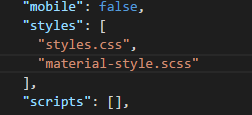 "mobile": false,
"styles": [
"styles.css",
"material-style.scss"
],
"scripts": [],